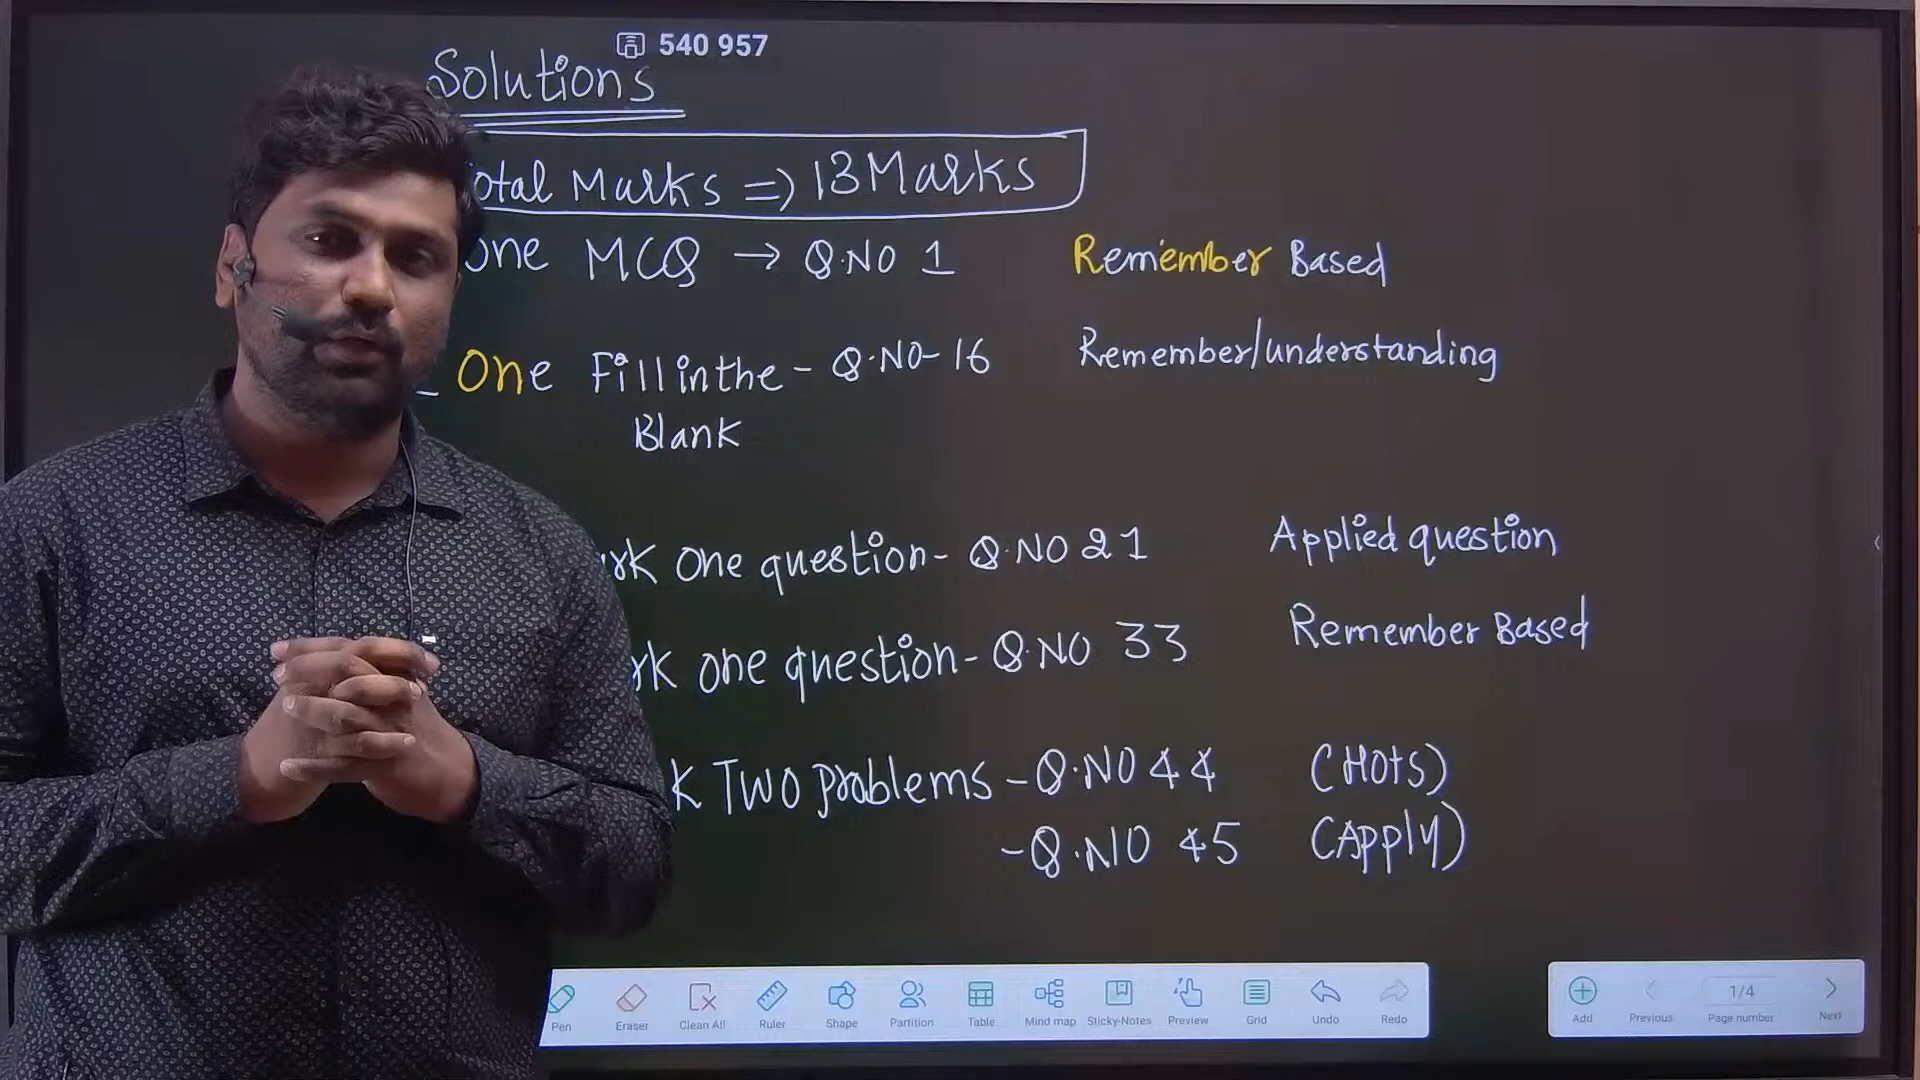 540 957
Solutions
otal Marks => 13 Marks
one MCQ → Q.NO 1 Remember Based
- One Fill in the - Q.NO- 16 Remember/understanding
Blank
rk one question - Q.NO 21 Applied question
rk one question - Q.NO 33 Remember Based
k Two problems - Q.NO 44 (HOTS)
- Q.NO 45 (Apply)
Pen Eraser Clean All Ruler Shape Partition Table Mind map Sticky-Notes Preview Grid Undo Redo
Add Previous 1/4 Page number Next